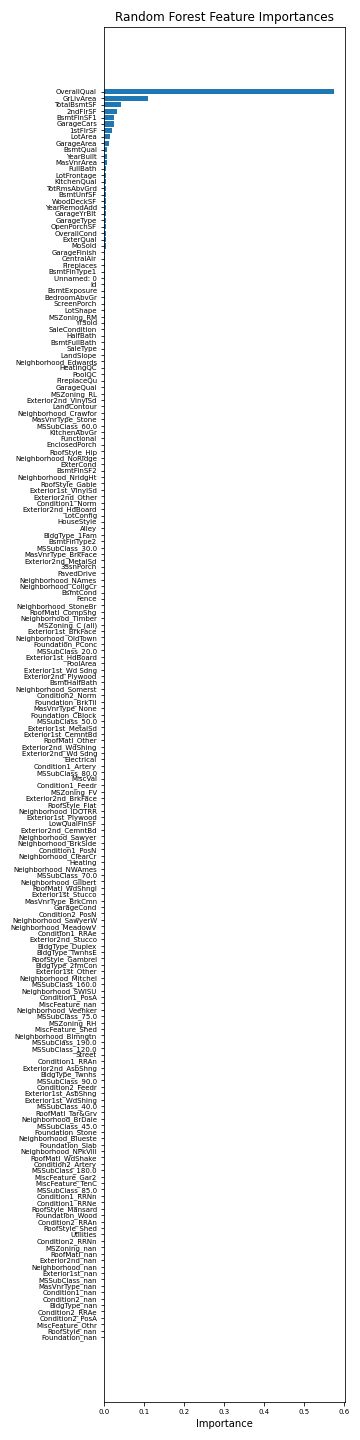 Random Forest Feature Importances
OverallQual
GrLivArea
TotalBsmtSF
2ndFlrSF
BsmtFinSF1
GarageCars
1stFlrSF
LotArea
GarageArea
BsmtQual
YearBuilt
MasVnrArea
FullBath
LotFrontage
KitchenQual
TotRmsAbvGrd
BsmtUnfSF
WoodDeckSF
YearRemodAdd
GarageYrBlt
GarageType
OpenPorchSF
OverallCond
ExterQual
MoSold
GarageFinish
CentralAir
Fireplaces
BsmtFinType1
Unnamed: 0
Id
BsmtExposure
BedroomAbvGr
ScreenPorch
LotShape
MSZoning_RM
YrSold
SaleCondition
HalfBath
BsmtFullBath
SaleType
LandSlope
Neighborhood_Edwards
HeatingQC
PoolQC
FireplaceQu
GarageQual
MSZoning_RL
Exterior2nd_VinylSd
LandContour
Neighborhood_Crawfor
MasVnrType_Stone
MSSubClass_60.0
KitchenAbvGr
Functional
EnclosedPorch
RoofStyle_Hip
Neighborhood_NoRidge
ExterCond
BsmtFinSF2
Neighborhood_NridgHt
RoofStyle_Gable
Exterior1st_VinylSd
Exterior2nd_Other
Condition1_Norm
Exterior2nd_HdBoard
LotConfig
HouseStyle
Alley
BldgType_1Fam
BsmtFinType2
MSSubClass_30.0
MasVnrType_BrkFace
Exterior2nd_MetalSd
3SsnPorch
PavedDrive
Neighborhood_NAmes
Neighborhood_CollgCr
BsmtCond
Fence
Neighborhood_StoneBr
RoofMatl_CompShg
Neighborhood_Timber
MSZoning_C (all)
Exterior1st_BrkFace
Neighborhood_OldTown
Foundation_PConc
MSSubClass_20.0
Exterior1st_HdBoard
PoolArea
Exterior1st_Wd Sdng
Exterior2nd_Plywood
BsmtHalfBath
Neighborhood_Somerst
Condition2_Norm
Foundation_BrkTil
MasVnrType_None
Foundation_CBlock
MSSubClass_50.0
Exterior1st_MetalSd
Exterior1st_CemntBd
RoofMatl_Other
Exterior2nd_WdShing
Exterior2nd_Wd Sdng
Electrical
Condition1_Artery
MSSubClass_80.0
MiscVal
Condition1_Feedr
MSZoning_FV
Exterior2nd_BrkFace
RoofStyle_Flat
Neighborhood_IDOTRR
Exterior1st_Plywood
LowQualFinSF
Exterior2nd_CemntBd
Neighborhood_Sawyer
Neighborhood_BrkSide
Condition1_PosN
Neighborhood_ClearCr
Heating
Neighborhood_NWAmes
MSSubClass_70.0
Neighborhood_Gilbert
RoofMatl_WdShngl
Exterior1st_Stucco
MasVnrType_BrkCmn
GarageCond
Condition2_PosN
Neighborhood_SawyerW
Neighborhood_MeadowV
Condition1_RRAe
Exterior2nd_Stucco
BldgType_Duplex
BldgType_TwnhsE
RoofStyle_Gambrel
BldgType_2fmCon
Exterior1st_Other
Neighborhood_Mitchel
MSSubClass_160.0
Neighborhood_SWISU
Condition1_PosA
MiscFeature_nan
Neighborhood_Veenker
MSSubClass_75.0
MSZoning_RH
MiscFeature_Shed
Neighborhood_Blmngtn
MSSubClass_190.0
MSSubClass_120.0
Street
Condition1_RRAn
Exterior2nd_AsbShng
BldgType_Twnhs
MSSubClass_90.0
Condition2_Feedr
Exterior1st_AsbShng
Exterior1st_WdShing
MSSubClass_40.0
RoofMatl_Tar&Grv
Neighborhood_BrDale
MSSubClass_45.0
Foundation_Stone
Neighborhood_Blueste
Foundation_Slab
Neighborhood_NPkVill
RoofMatl_WdShake
Condition2_Artery
MSSubClass_180.0
MiscFeature_Gar2
MiscFeature_TenC
MSSubClass_85.0
Condition1_RRNn
Condition1_RRNe
RoofStyle_Mansard
Foundation_Wood
Condition2_RRAn
RoofStyle_Shed
Utilities
Condition2_RRNn
MSZoning_nan
RoofMatl_nan
Exterior2nd_nan
Neighborhood_nan
Exterior1st_nan
MSSubClass_nan
MasVnrType_nan
Condition1_nan
Condition2_nan
BldgType_nan
Condition2_RRAe
Condition2_PosA
MiscFeature_Othr
RoofStyle_nan
Foundation_nan
0.0 0.1 0.2 0.3 0.4 0.5 0.6
Importance